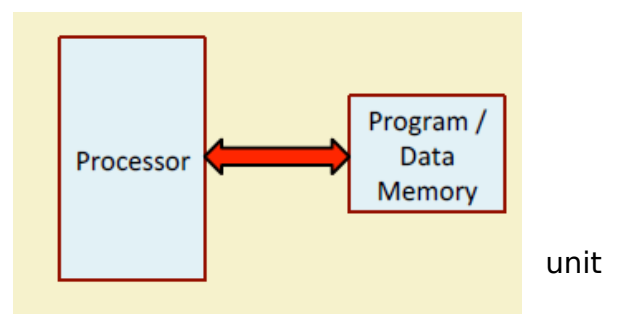 Processor
Program /
Data
Memory
unit